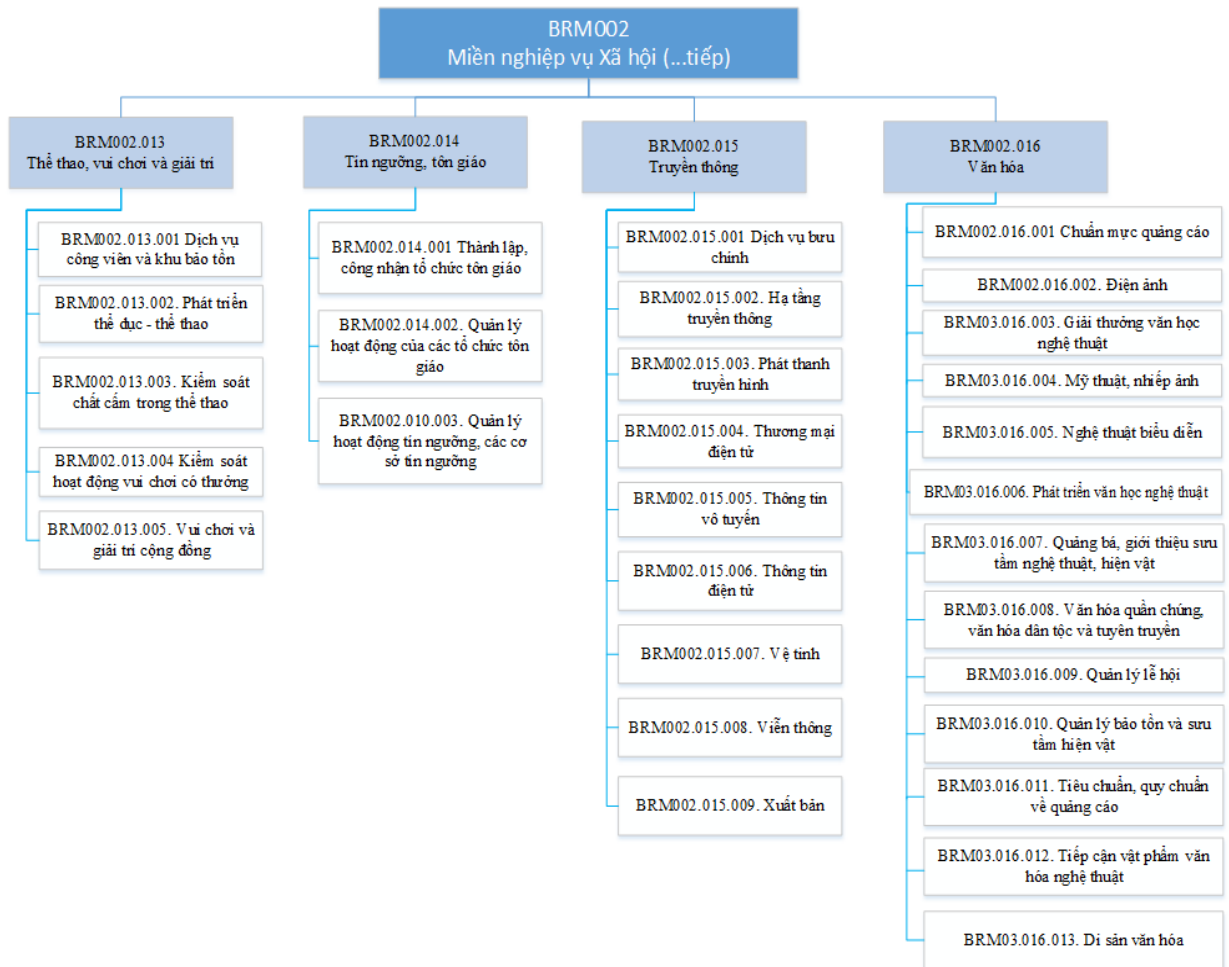 BRM002
Miền nghiệp vụ Xã hội (...tiếp)
BRM002.013
Thể thao, vui chơi và giải trí
BRM002.013.001 Dịch vụ
công viên và khu bảo tồn
BRM002.013.002. Phát triển
thể dục - thể thao
BRM002.013.003. Kiểm soát
chất cấm trong thể thao
BRM002.013.004 Kiểm soát
hoạt động vui chơi có thưởng
BRM002.013.005. Vui chơi và
giải trí cộng đồng
BRM002.014
Tín ngưỡng, tôn giáo
BRM002.014.001 Thành lập,
công nhận tổ chức tôn giáo
BRM002.014.002. Quản lý
hoạt động của các tổ chức tôn
giáo
BRM002.010.003. Quản lý
hoạt động tín ngưỡng, các cơ
sở tín ngưỡng
BRM002.015
Truyền thông
BRM002.015.001 Dịch vụ bưu
chính
BRM002.015.002. Hạ tầng
truyền thông
BRM002.015.003. Phát thanh
truyền hình
BRM002.015.004. Thương mại
điện tử
BRM002.015.005. Thông tin
vô tuyến
BRM002.015.006. Thông tin
điện tử
BRM002.015.007. Vệ tinh
BRM002.015.008. Viễn thông
BRM002.015.009. Xuất bản
BRM002.016
Văn hóa
BRM002.016.001 Chuẩn mực quảng cáo
BRM002.016.002. Điện ảnh
BRM03.016.003. Giải thưởng văn học
nghệ thuật
BRM03.016.004. Mỹ thuật, nhiếp ảnh
BRM03.016.005. Nghệ thuật biểu diễn
BRM03.016.006. Phát triển văn học nghệ thuật
BRM03.016.007. Quảng bá, giới thiệu sưu
tầm nghệ thuật, hiện vật
BRM03.016.008. Văn hóa quần chúng,
văn hóa dân tộc và tuyên truyền
BRM03.016.009. Quản lý lễ hội
BRM03.016.010. Quản lý bảo tồn và sưu
tầm hiện vật
BRM03.016.011. Tiêu chuẩn, quy chuẩn
về quảng cáo
BRM03.016.012. Tiếp cận vật phẩm văn
hóa nghệ thuật
BRM03.016.013. Di sản văn hóa